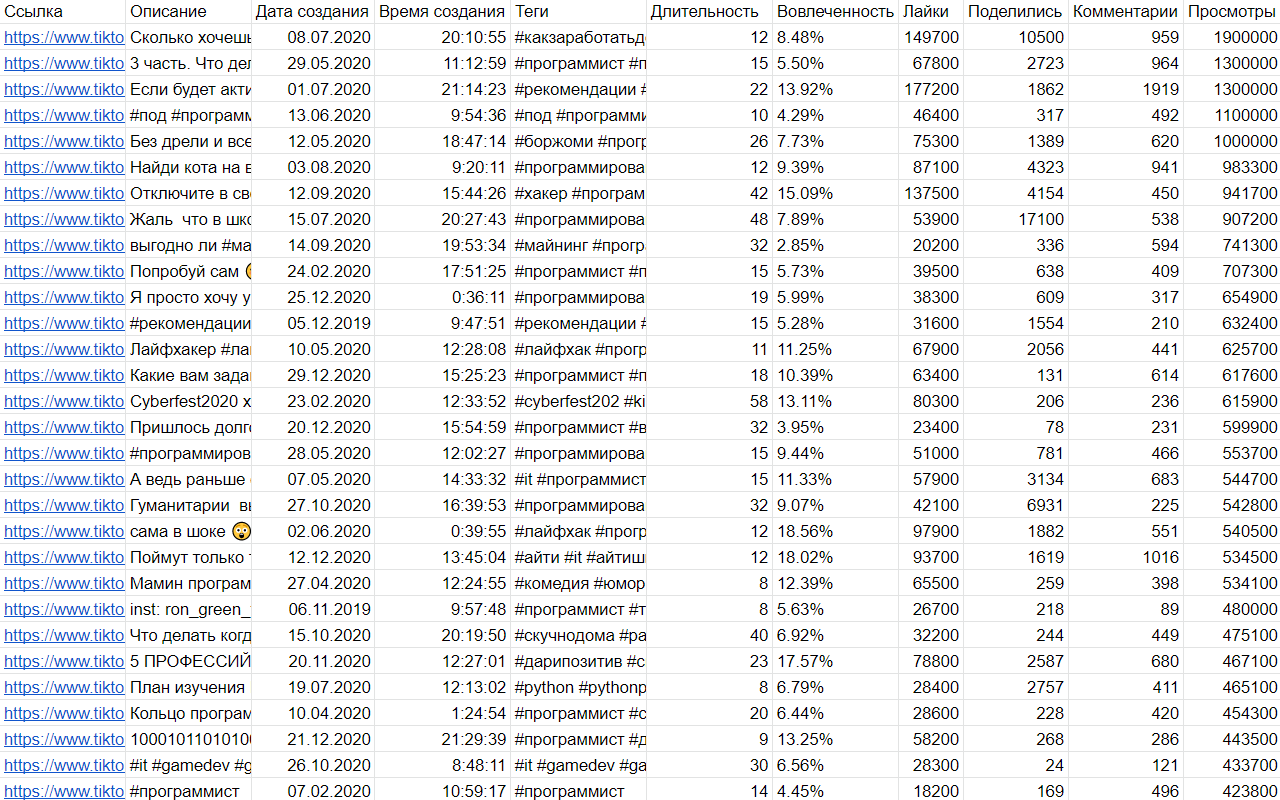 Ссылка Описание Дата создания Время создания Теги Длительность Вовлеченность Лайки Поделились Комментарии Просмотры
https://www.tikto Сколько хочешь 08.07.2020 20:10:55 #какзаработатьд 12 8.48% 149700 10500 959 1900000
https://www.tikto 3 часть. Что дел 29.05.2020 11:12:59 #программист #п 15 5.50% 67800 2723 964 1300000
https://www.tikto Если будет акти 01.07.2020 21:14:23 #рекомендации # 22 13.92% 177200 1862 1919 1300000
https://www.tikto #под #программ 13.06.2020 9:54:36 #под #программи 10 4.29% 46400 317 492 1100000
https://www.tikto Без дрели и все 12.05.2020 18:47:14 #боржоми #прогр 26 7.73% 75300 1389 620 1000000
https://www.tikto Найди кота на в 03.08.2020 9:20:11 #программирова 12 9.39% 87100 4323 941 983300
https://www.tikto Отключите в св 12.09.2020 15:44:26 #хакер #програм 42 15.09% 137500 4154 450 941700
https://www.tikto Жаль что в шко 15.07.2020 20:27:43 #программирова 48 7.89% 53900 17100 538 907200
https://www.tikto выгодно ли #ма 14.09.2020 19:53:34 #майнинг #прогр 32 2.85% 20200 336 594 741300
https://www.tikto Попробуй сам 24.02.2020 17:51:25 #программист #п 15 5.73% 39500 638 409 707300
https://www.tikto Я просто хочу у 25.12.2020 0:36:11 #программирова 19 5.99% 38300 609 317 654900
https://www.tikto #рекомендации 05.12.2019 9:47:51 #рекомендации # 15 5.28% 31600 1554 210 632400
https://www.tikto Лайфхакер #ла 10.05.2020 12:28:08 #лайфхак #прогр 11 11.25% 67900 2056 441 625700
https://www.tikto Какие вам зада 29.12.2020 15:25:23 #программист #п 18 10.39% 63400 131 614 617600
https://www.tikto Cyberfest2020 x 23.02.2020 12:33:52 #cyberfest202 #ki 58 13.11% 80300 206 236 615900
https://www.tikto Пришлось долг 20.12.2020 15:54:59 #программист #в 32 3.95% 23400 78 231 599900
https://www.tikto #программиров 28.05.2020 12:02:27 #программирова 15 9.44% 51000 781 466 553700
https://www.tikto А ведь раньше 07.05.2020 14:33:32 #it #программист 15 11.33% 57900 3134 683 544700
https://www.tikto Гуманитарии вы 27.10.2020 16:39:53 #программирова 32 9.07% 42100 6931 225 542800
https://www.tikto сама в шоке 😲 02.06.2020 0:39:55 #лайфхак #прогр 12 18.56% 97900 1882 551 540500
https://www.tikto Поймут только т 12.12.2020 13:45:04 #айти #it #айтиш 12 18.02% 93700 1619 1016 534500
https://www.tikto Мамин програм 27.04.2020 12:24:55 #комедия #юмор 8 12.39% 65500 259 398 534100
https://www.tikto inst: ron_green_ 06.11.2019 9:57:48 #программист #т 8 5.63% 26700 218 89 480000
https://www.tikto Что делать когд 15.10.2020 20:19:50 #скучнодома #ра 40 6.92% 32200 244 449 475100
https://www.tikto 5 ПРОФЕССИЙ 20.11.2020 12:27:01 #дарипозитив #с 23 17.57% 78800 2587 680 467100
https://www.tikto План изучения 19.07.2020 12:13:02 #python #pythonp 8 6.79% 28400 2757 411 465100
https://www.tikto Кольцо програм 10.04.2020 1:24:54 #программист #с 20 6.44% 28600 228 420 454300
https://www.tikto 10001011010100 21.12.2020 21:29:39 #программист #д 9 13.25% 58200 268 286 443500
https://www.tikto #it #gamedev #g 26.10.2020 8:48:11 #it #gamedev #ga 30 6.56% 28300 24 121 433700
https://www.tikto #программист 07.02.2020 10:59:17 #программист 14 4.45% 18200 169 496 423800